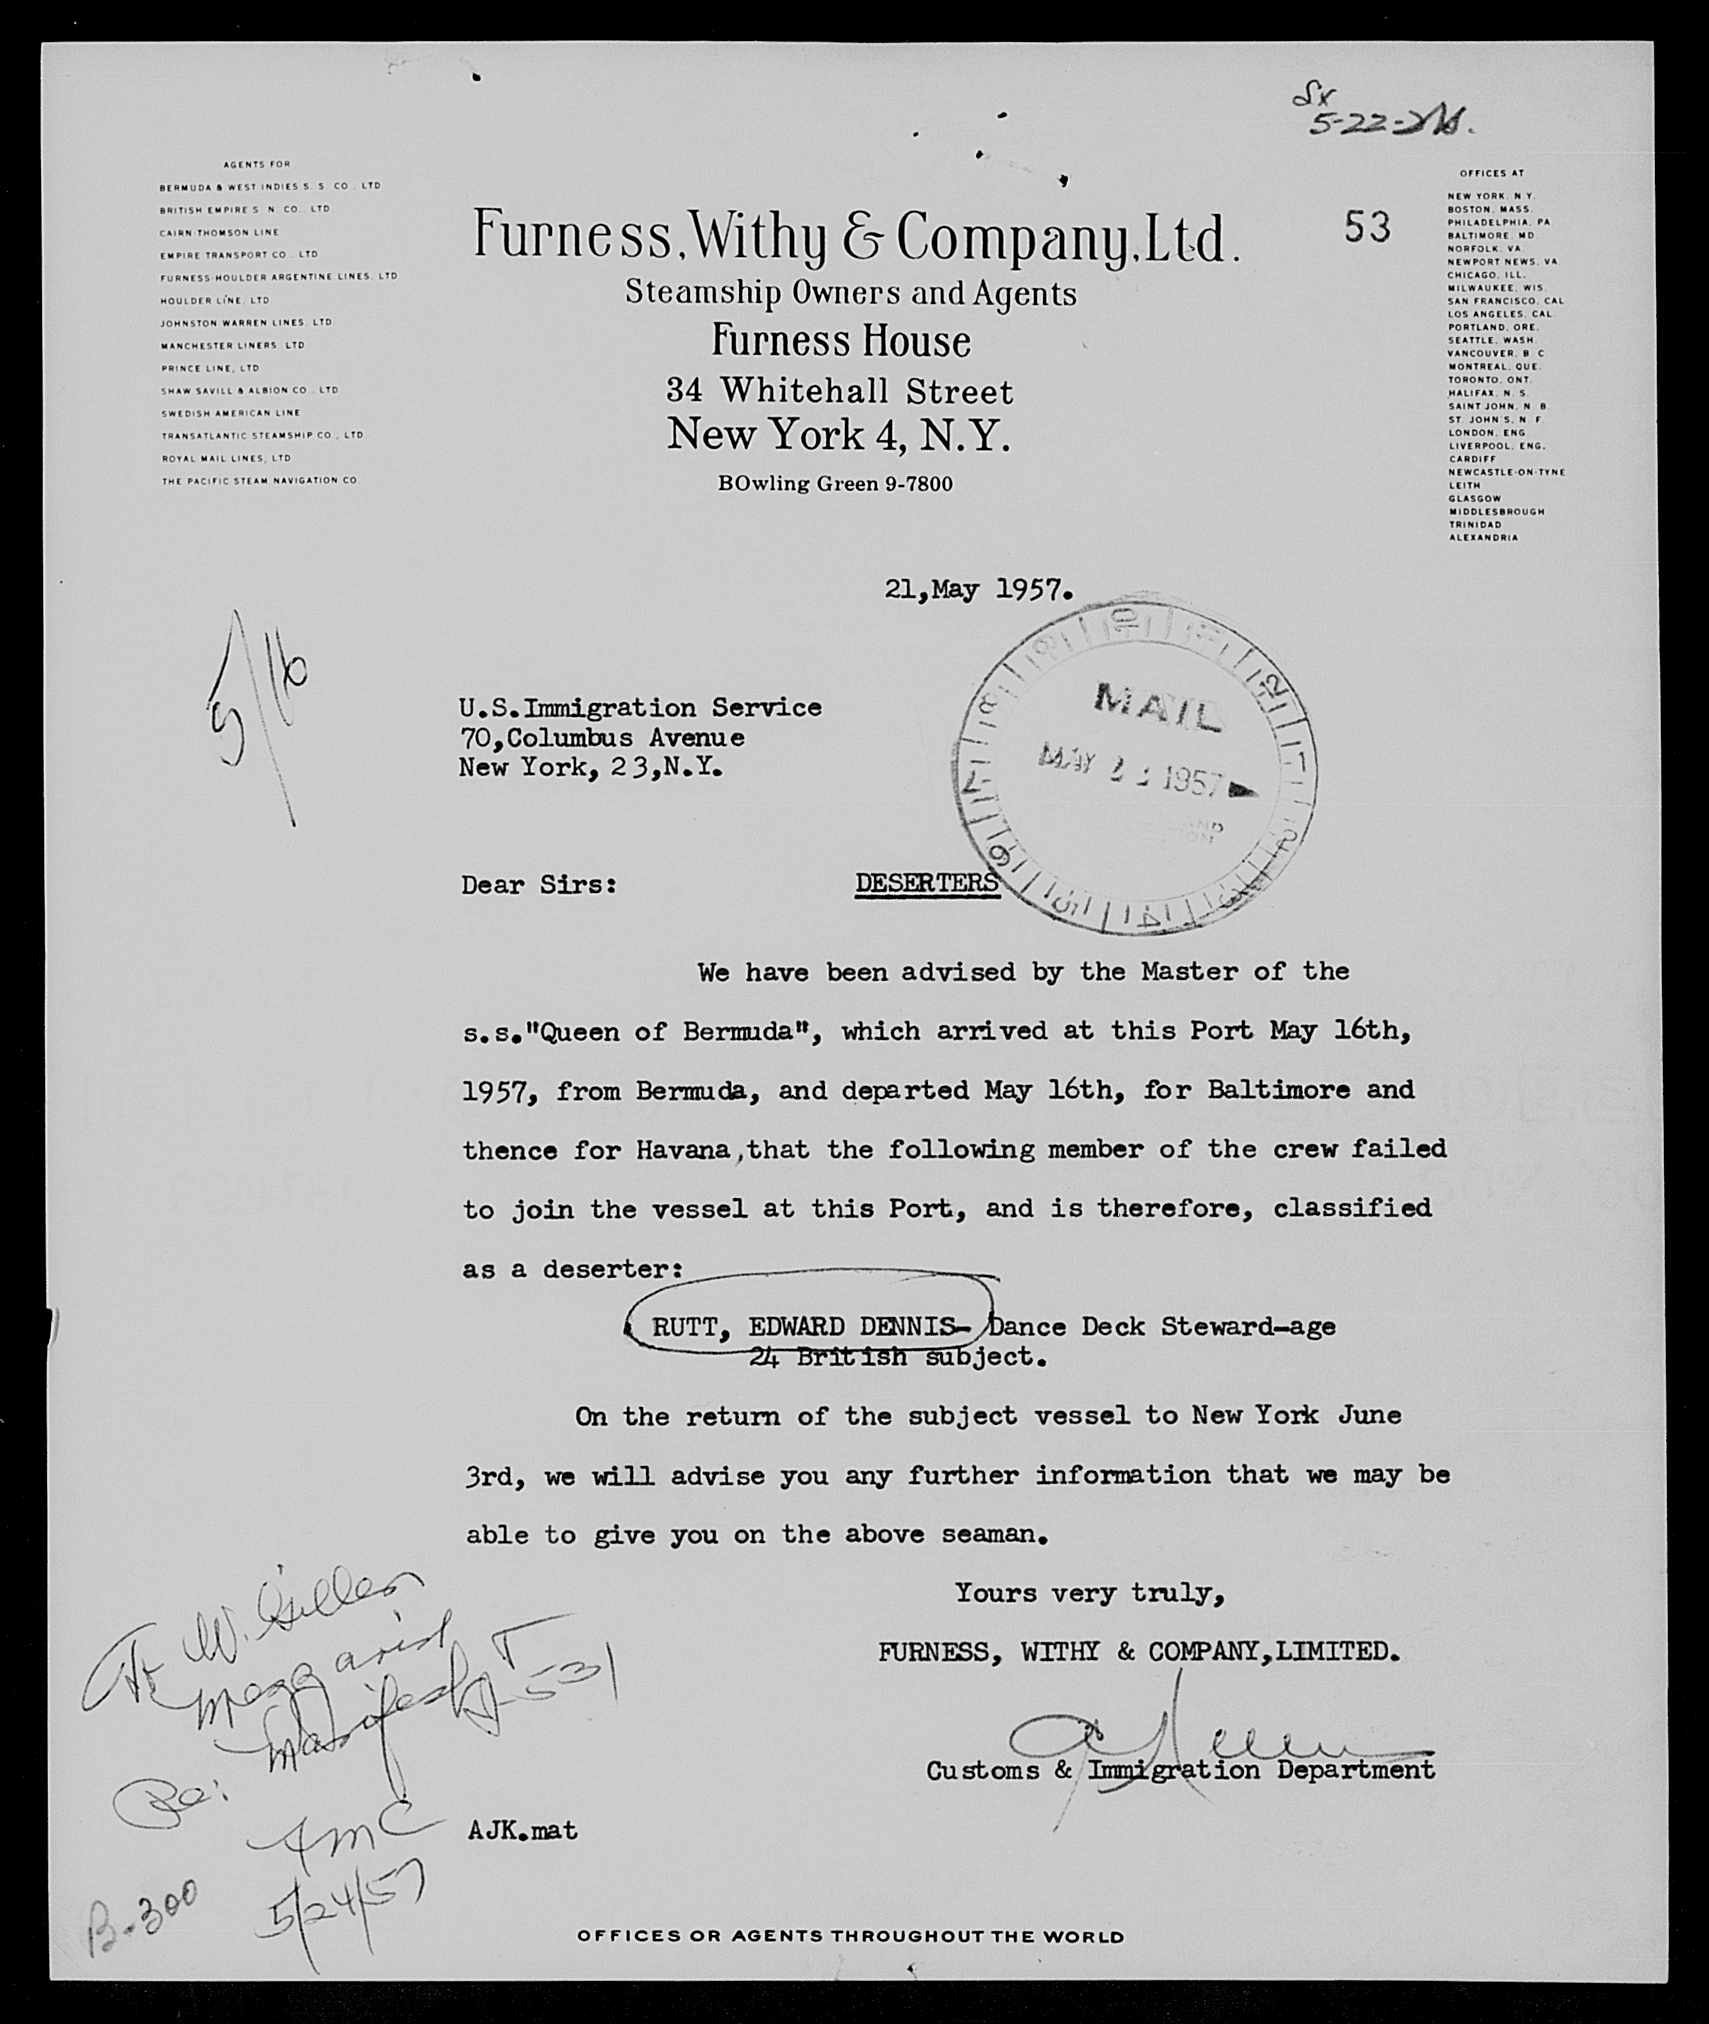 Sx
5-22-
AGENTS FOR
BERMUDA & WEST INDIES S. S. CO., LTD
BRITISH EMPIRE S. N. CO., LTD
CAIRN-THOMSON LINE
EMPIRE TRANSPORT CO., LTD
FURNESS-HOULDER ARGENTINE LINES, LTD
HOULDER LINE, LTD
JOHNSTON WARREN LINES, LTD
MANCHESTER LINERS, LTD
PRINCE LINE, LTD
SHAW SAVILL & ALBION CO., LTD
SWEDISH AMERICAN LINE
TRANSATLANTIC STEAMSHIP CO., LTD
ROYAL MAIL LINES, LTD
THE PACIFIC STEAM NAVIGATION CO.
Furness, Withy & Company, Ltd.
Steamship Owners and Agents
Furness House
34 Whitehall Street
New York 4, N.Y.
BOwling Green 9-7800
53
OFFICES AT
NEW YORK, N.Y.
BOSTON, MASS.
PHILADELPHIA, PA.
BALTIMORE, MD.
NORFOLK, VA.
NEWPORT NEWS, VA.
CHICAGO, ILL.
MILWAUKEE, WIS.
SAN FRANCISCO, CAL.
LOS ANGELES, CAL.
PORTLAND, ORE.
SEATTLE, WASH.
VANCOUVER, B. C.
MONTREAL, QUE.
TORONTO, ONT.
HALIFAX, N. S.
SAINT JOHN, N. B.
ST. JOHN'S, N. F.
LONDON, ENG.
LIVERPOOL, ENG.
CARDIFF
NEWCASTLE-ON-TYNE
LEITH
GLASGOW
MIDDLESBROUGH
TRINIDAD
ALEXANDRIA
21,May 1957.
5/16
U.S.Immigration Service
70,Columbus Avenue
New York, 23,N.Y.
MAIL
MAY 1957
Dear Sirs: DESERTERS
We have been advised by the Master of the
s.s."Queen of Bermuda", which arrived at this Port May 16th,
1957, from Bermuda, and departed May 16th, for Baltimore and
thence for Havana,that the following member of the crew failed
to join the vessel at this Port, and is therefore, classified
as a deserter:
RUTT, EDWARD DENNIS- Dance Deck Steward-age
24 British subject.
On the return of the subject vessel to New York June
3rd, we will advise you any further information that we may be
able to give you on the above seaman.
Yours very truly,
FURNESS, WITHY & COMPANY,LIMITED.
Customs & Immigration Department
W.
Manifest
531
Re:
AJK.mat
5/24/57
B-300
OFFICES OR AGENTS THROUGHOUT THE WORLD